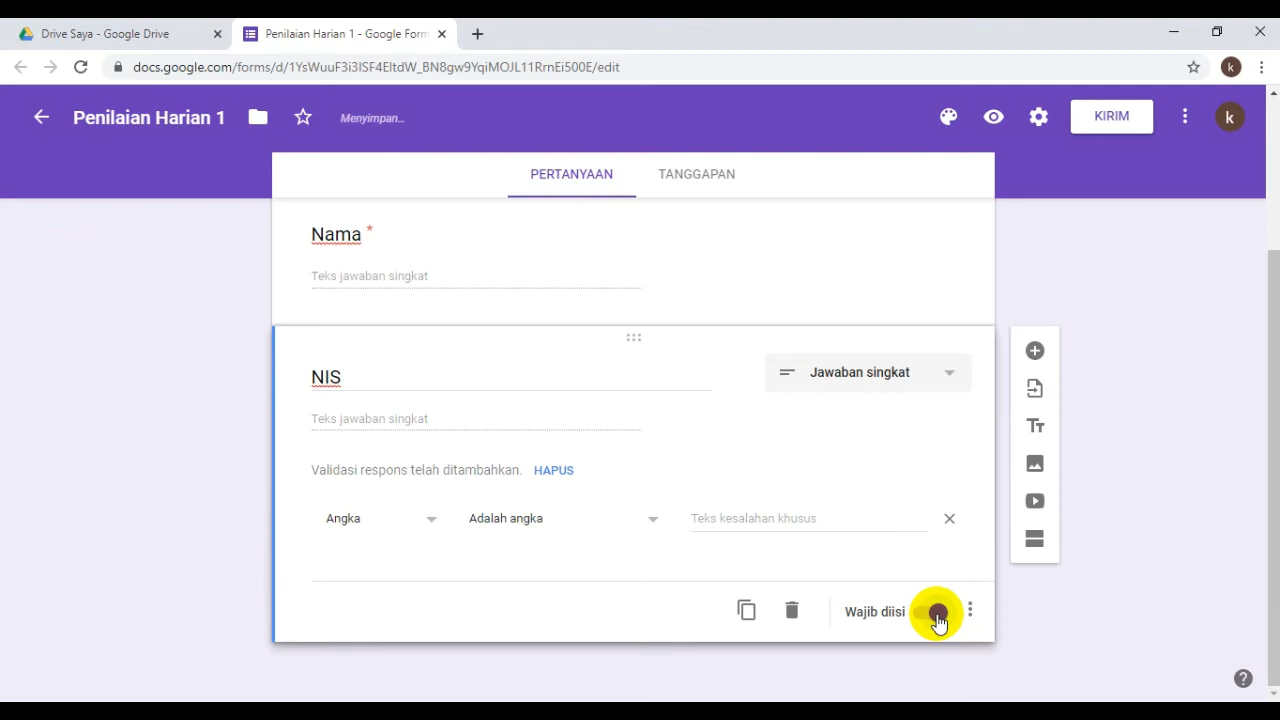 Drive Saya - Google Drive
Penilaian Harian 1 - Google Form
docs.google.com/forms/d/1YsWuuF3i3ISF4EltdW_BN8gw9YqiMOJL11RrnEi500E/edit
k
Penilaian Harian 1
Menyimpan...
KIRIM
k
PERTANYAAN
TANGGAPAN
Nama *
Teks jawaban singkat
NIS
Jawaban singkat
Teks jawaban singkat
Validasi respons telah ditambahkan. HAPUS
Angka
Adalah angka
Teks kesalahan khusus
Wajib diisi